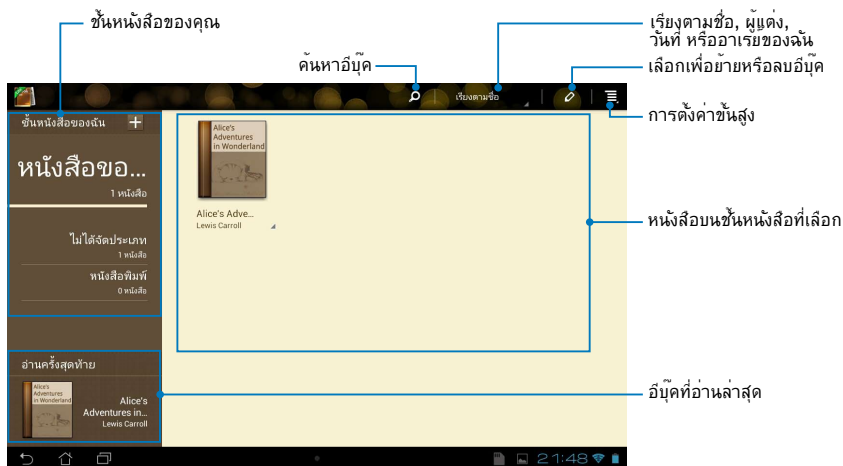 ชั้นหนังสือของคุณ
เรียงตามชื่อ, ผู้แต่ง,
วันที่ หรืออาเรย์ของฉัน
ค้นหาอีบุ๊ค
เลือกเพื่อย้ายหรือลบอีบุ๊ค
เรียงตามชื่อ
การตั้งค่าขั้นสูง
ชั้นหนังสือของฉัน
หนังสือขอ...
1 หนังสือ
ไม่ได้จัดประเภท
1 หนังสือ
หนังสือพิมพ์
0 หนังสือ
Alice's
Adventures
in Wonderland
Alice's Adve...
Lewis Carroll
หนังสือบนชั้นหนังสือที่เลือก
อ่านครั้งสุดท้าย
Alice's
Adventures
in Wonderland
Alice's
Adventures in...
Lewis Carroll
อีบุ๊คที่อ่านล่าสุด
21:48